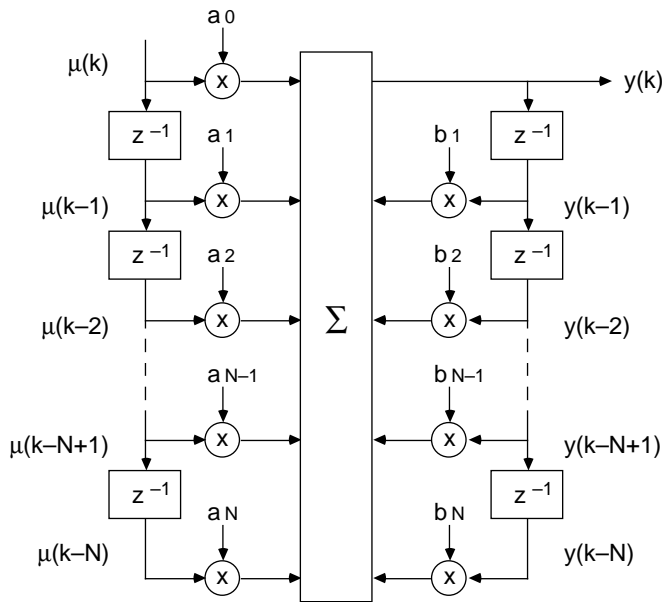 a0
μ(k) x y(k)
z–1 a1 b1 z–1
μ(k–1) x x y(k–1)
z–1 a2 b2 z–1
μ(k–2) x Σ x y(k–2)
aN–1 bN–1
μ(k–N+1) x x y(k–N+1)
z–1 aN bN z–1
μ(k–N) x x y(k–N)